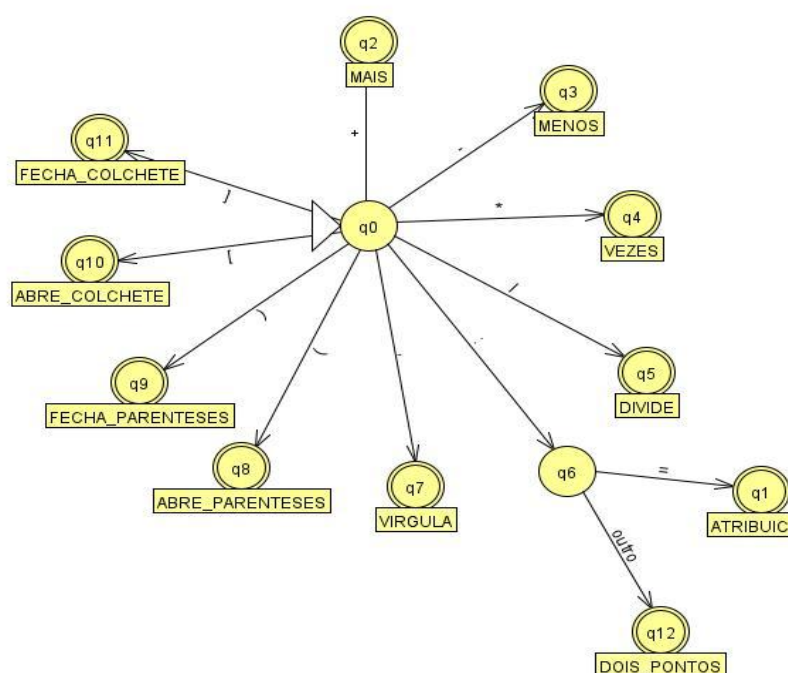 q2
MAIS
+
q3
MENOS
-
q11
FECHA_COLCHETE
]
q0
*
q4
VEZES
q10
ABRE_COLCHETE
[
/
q5
DIVIDE
:
)
q9
FECHA_PARENTESES
(
q8
ABRE_PARENTESES
q7
VIRGULA
q6
=
q1
ATRIBUIC
outro
q12
DOIS_PONTOS